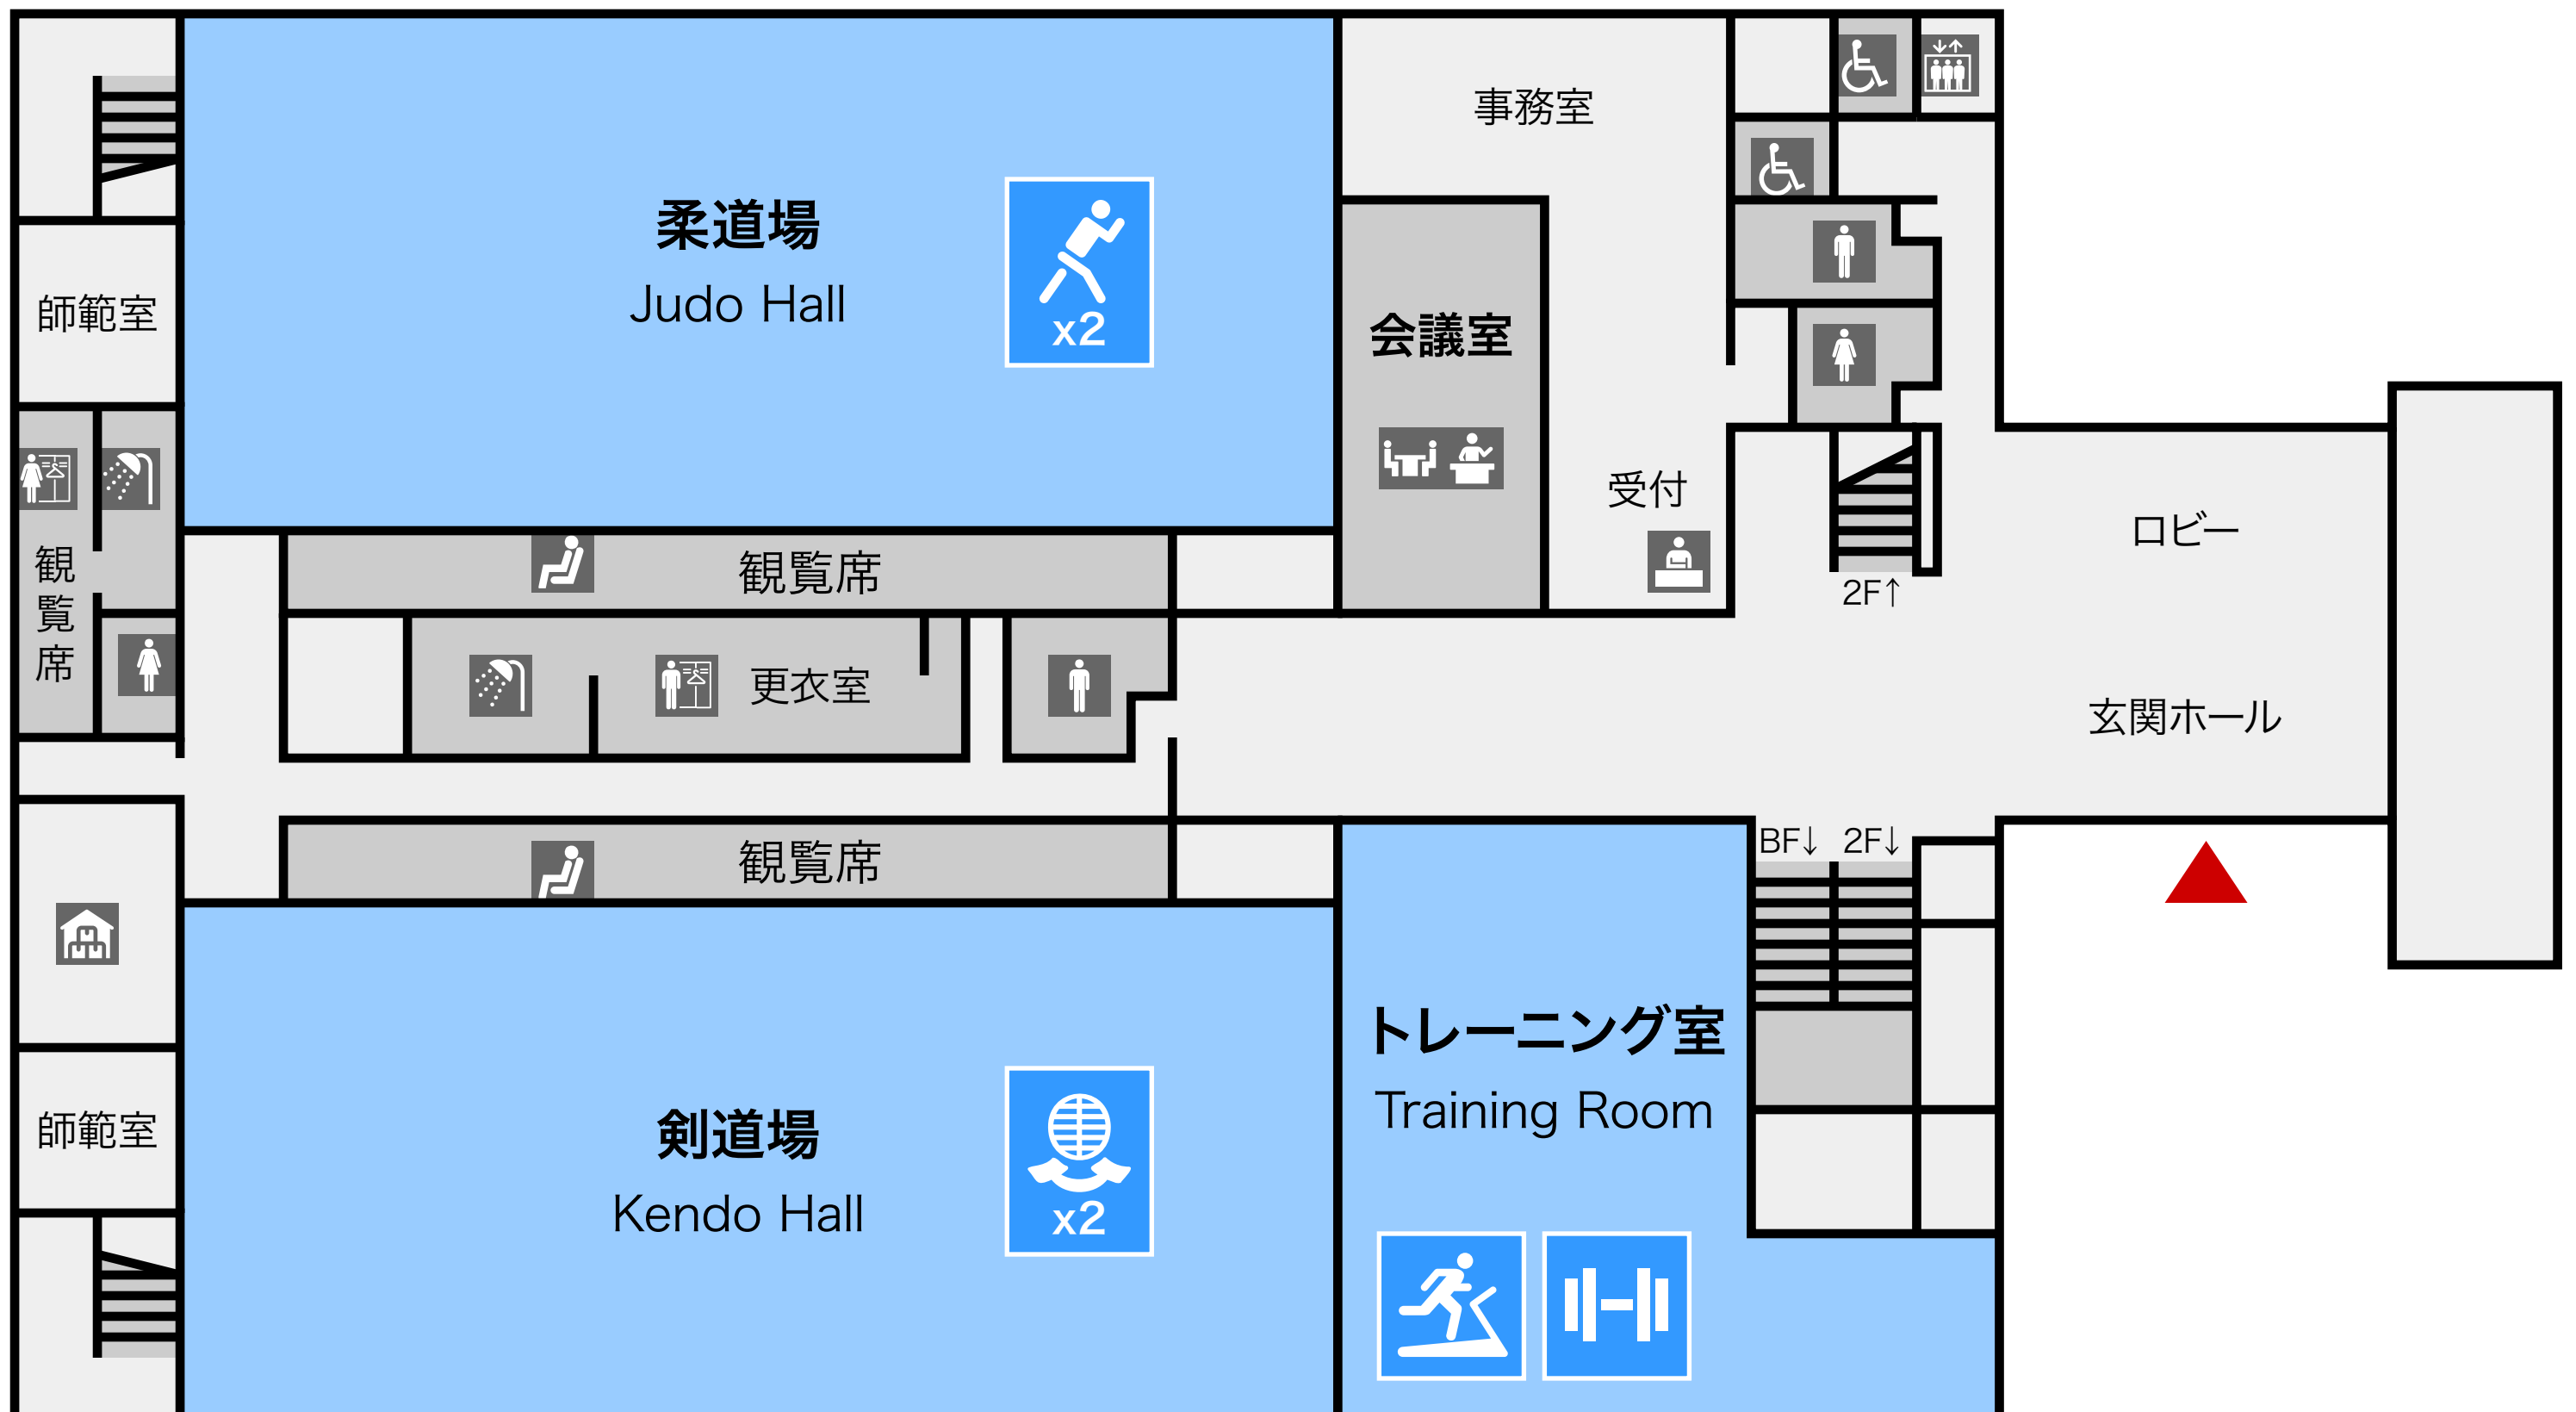 事務室
柔道場
Judo Hall
x2
師範室
会議室
受付
ロビー
2F↑
観覧席
観覧席
更衣室
玄関ホール
BF↓ 2F↓
観覧席
トレーニング室
Training Room
師範室
剣道場
Kendo Hall
x2